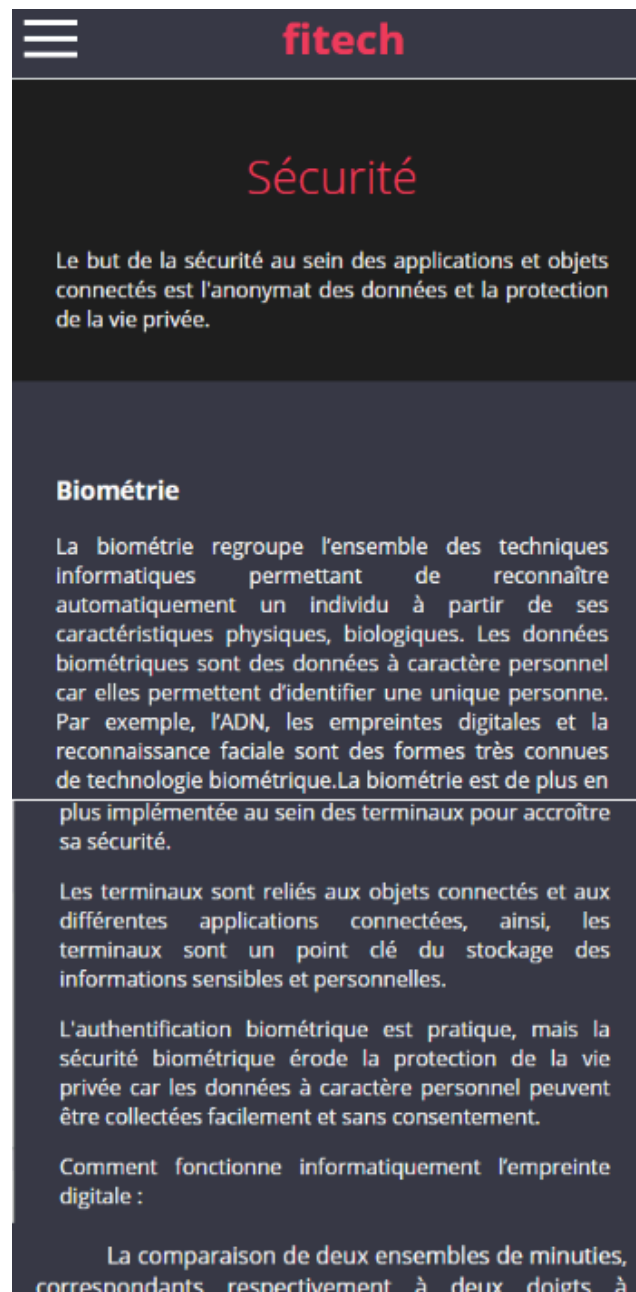 fitech
Sécurité
Le but de la sécurité au sein des applications et objets
connectés est l'anonymat des données et la protection
de la vie privée.
Biométrie
La biométrie regroupe l’ensemble des techniques
informatiques permettant de reconnaître
automatiquement un individu à partir de ses
caractéristiques physiques, biologiques. Les données
biométriques sont des données à caractère personnel
car elles permettent d’identifier une unique personne.
Par exemple, l’ADN, les empreintes digitales et la
reconnaissance faciale sont des formes très connues
de technologie biométrique.La biométrie est de plus en
plus implémentée au sein des terminaux pour accroître
sa sécurité.
Les terminaux sont reliés aux objets connectés et aux
différentes applications connectées, ainsi, les
terminaux sont un point clé du stockage des
informations sensibles et personnelles.
L'authentification biométrique est pratique, mais la
sécurité biométrique érode la protection de la vie
privée car les données à caractère personnel peuvent
être collectées facilement et sans consentement.
Comment fonctionne informatiquement l’empreinte
digitale :
La comparaison de deux ensembles de minuties,
correspondants respectivement à deux doigts à